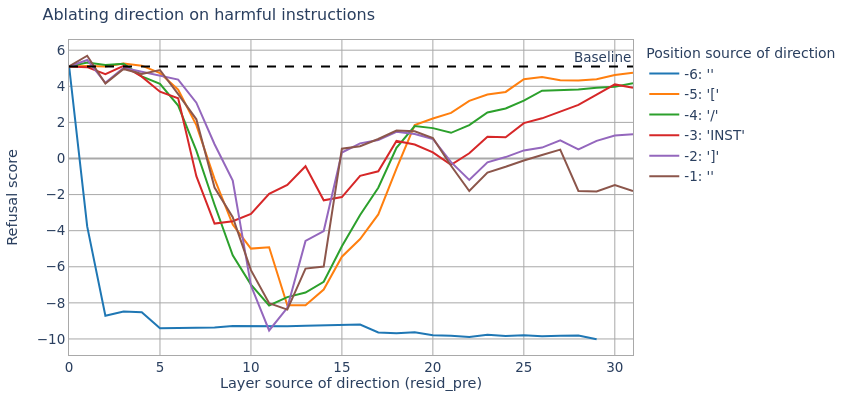 Ablating direction on harmful instructions
Baseline
Position source of direction
-6: ''
-5: '['
-4: '/'
-3: 'INST'
-2: ']'
-1: ''
Refusal score
6
4
2
0
−2
−4
−6
−8
−10
0 5 10 15 20 25 30
Layer source of direction (resid_pre)